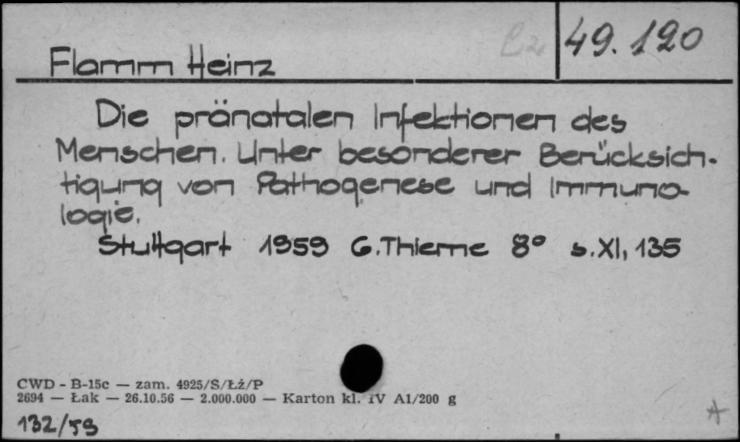 49.120
Flamm Heinz
Die pränatalen Infektionen des
Menschen. Unter besonderer Berücksich-
tigung von Pathogenese und Immuno-
logie.
Stuttgart 1959 G. Thieme 8° s. XI, 135
CWD - B-15c — zam. 4925/S/Łż/P
2694 — Łak — 26.10.56 — 2.000.000 — Karton kl. IV A1/200 g
132/59
A